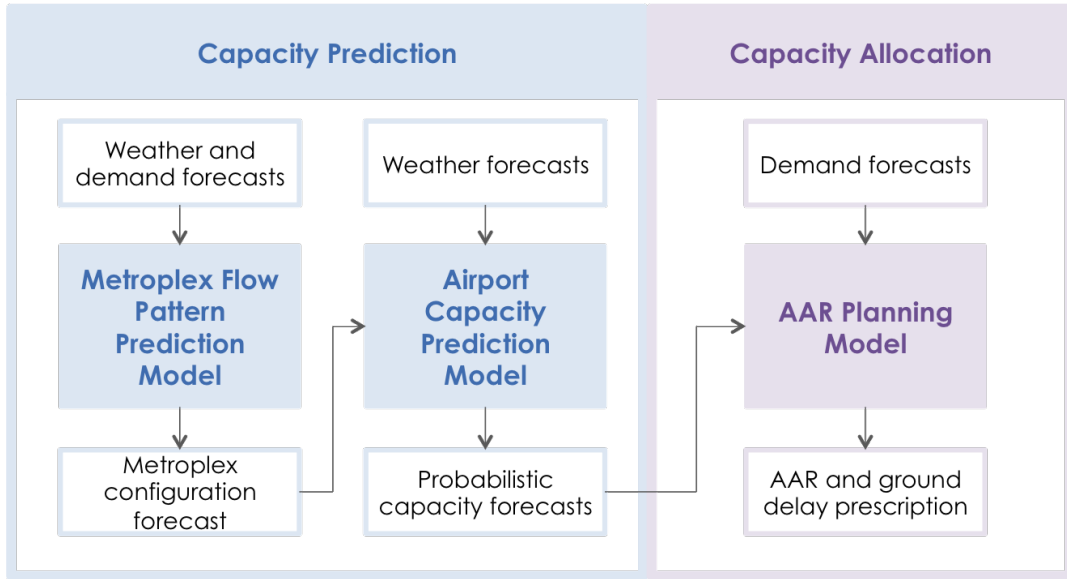 Capacity Prediction
Capacity Allocation
Weather and
demand forecasts
Weather forecasts
Demand forecasts
Metroplex Flow
Pattern
Prediction
Model
Airport
Capacity
Prediction
Model
AAR Planning
Model
Metroplex
configuration
forecast
Probabilistic
capacity forecasts
AAR and ground
delay prescription